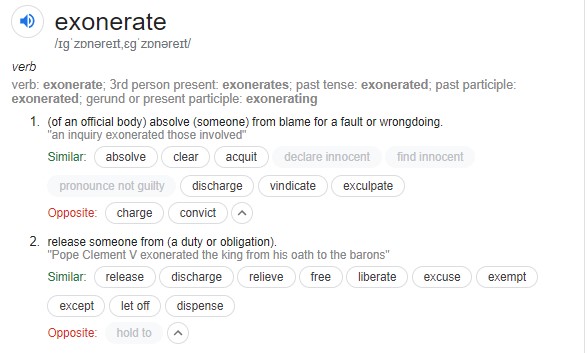 exonerate
/ɪɡˈzɒnəreɪt,ɛɡˈzɒnəreɪt/
verb
verb: exonerate; 3rd person present: exonerates; past tense: exonerated; past participle:
exonerated; gerund or present participle: exonerating
1. (of an official body) absolve (someone) from blame for a fault or wrongdoing.
"an inquiry exonerated those involved"
Similar: absolve clear acquit declare innocent find innocent
pronounce not guilty discharge vindicate exculpate
Opposite: charge convict
2. release someone from (a duty or obligation).
"Pope Clement V exonerated the king from his oath to the barons"
Similar: release discharge relieve free liberate excuse exempt
except let off dispense
Opposite: hold to